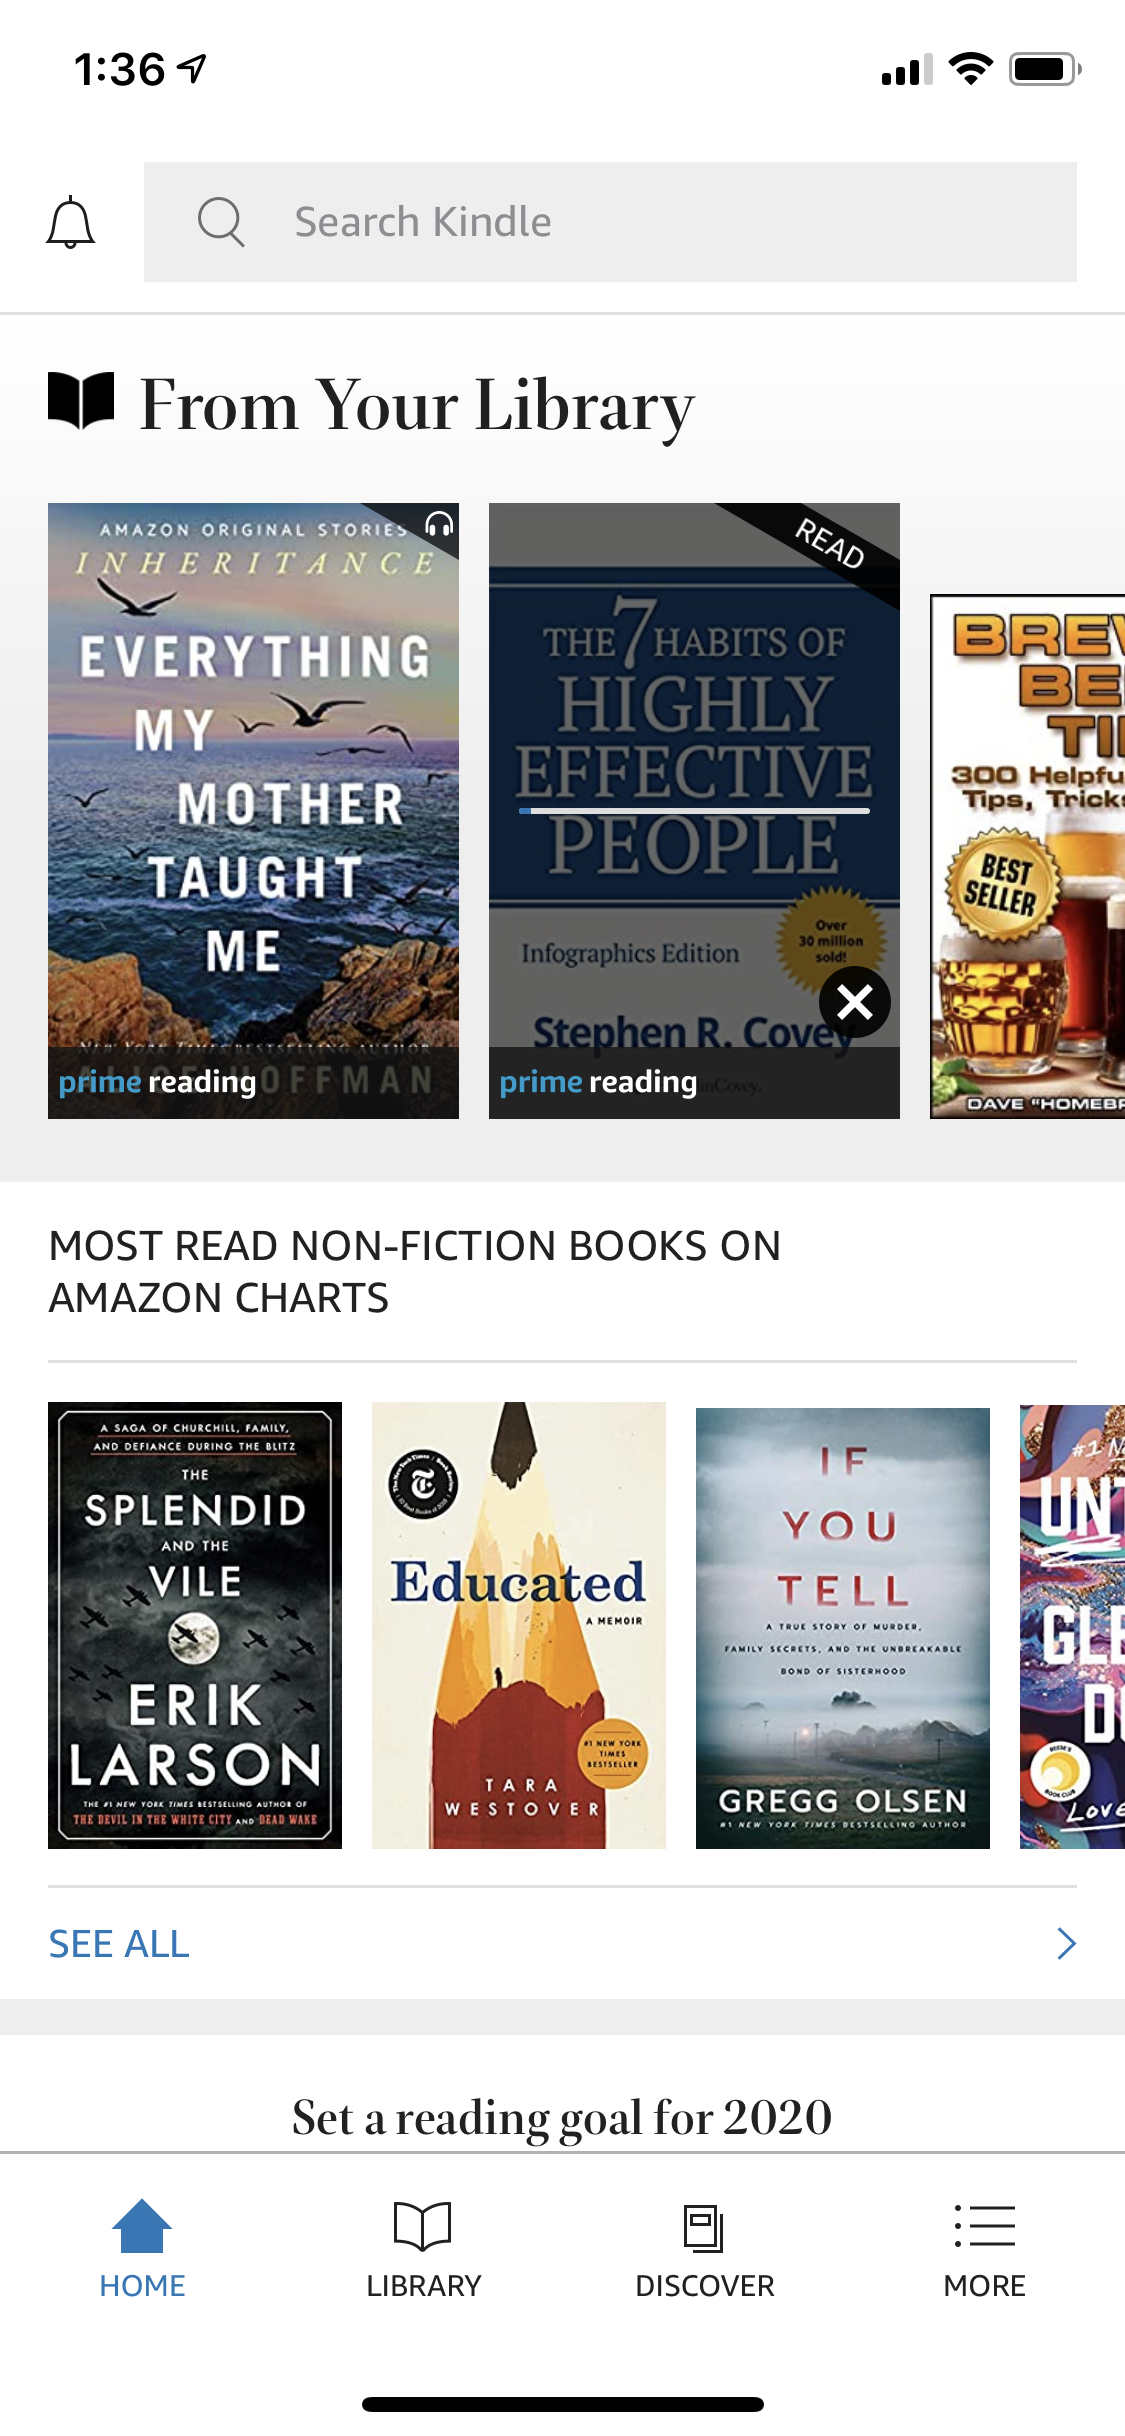 1:36
Search Kindle
From Your Library
AMAZON ORIGINAL STORIES
INHERITANCE
EVERYTHING
MY
MOTHER
TAUGHT
ME
NEW YORK TIMES BESTSELLING AUTHOR
HOFFMAN
prime reading
READ
THE 7 HABITS OF
HIGHLY
EFFECTIVE
PEOPLE
Infographics Edition
Over
30 million
sold!
Stephen R. Covey
prime reading
BREW
BE
TI
300 Helpfu
Tips, Trick
BEST
SELLER
DAVE "HOMEBR
MOST READ NON-FICTION BOOKS ON
AMAZON CHARTS
A SAGA OF CHURCHILL, FAMILY,
AND DEFIANCE DURING THE BLITZ
THE
SPLENDID
AND THE
VILE
ERIK
LARSON
THE #1 NEW YORK TIMES BESTSELLING AUTHOR OF
THE DEVIL IN THE WHITE CITY AND DEAD WAKE
Educated
A MEMOIR
#1 NEW YORK
TIMES
BESTSELLER
TARA
WESTOVER
IF
YOU
TELL
A TRUE STORY OF MURDER,
FAMILY SECRETS, AND THE UNBREAKABLE
BOND OF SISTERHOOD
GREGG OLSEN
#1 NEW YORK TIMES BESTSELLING AUTHOR
#1 N
UNT
GLE
D
REESE'S
BOOK CLUB
Love
SEE ALL
Set a reading goal for 2020
HOME
LIBRARY
DISCOVER
MORE